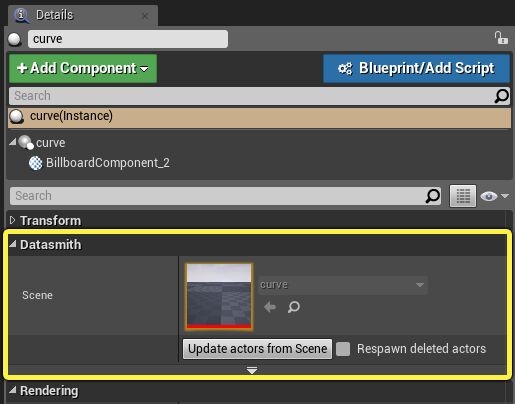 Details
curve
+ Add Component
Blueprint/Add Script
Search
curve(Instance)
curve
BillboardComponent_2
Search
Transform
Datasmith
Scene
curve
Update actors from Scene
Respawn deleted actors
Rendering